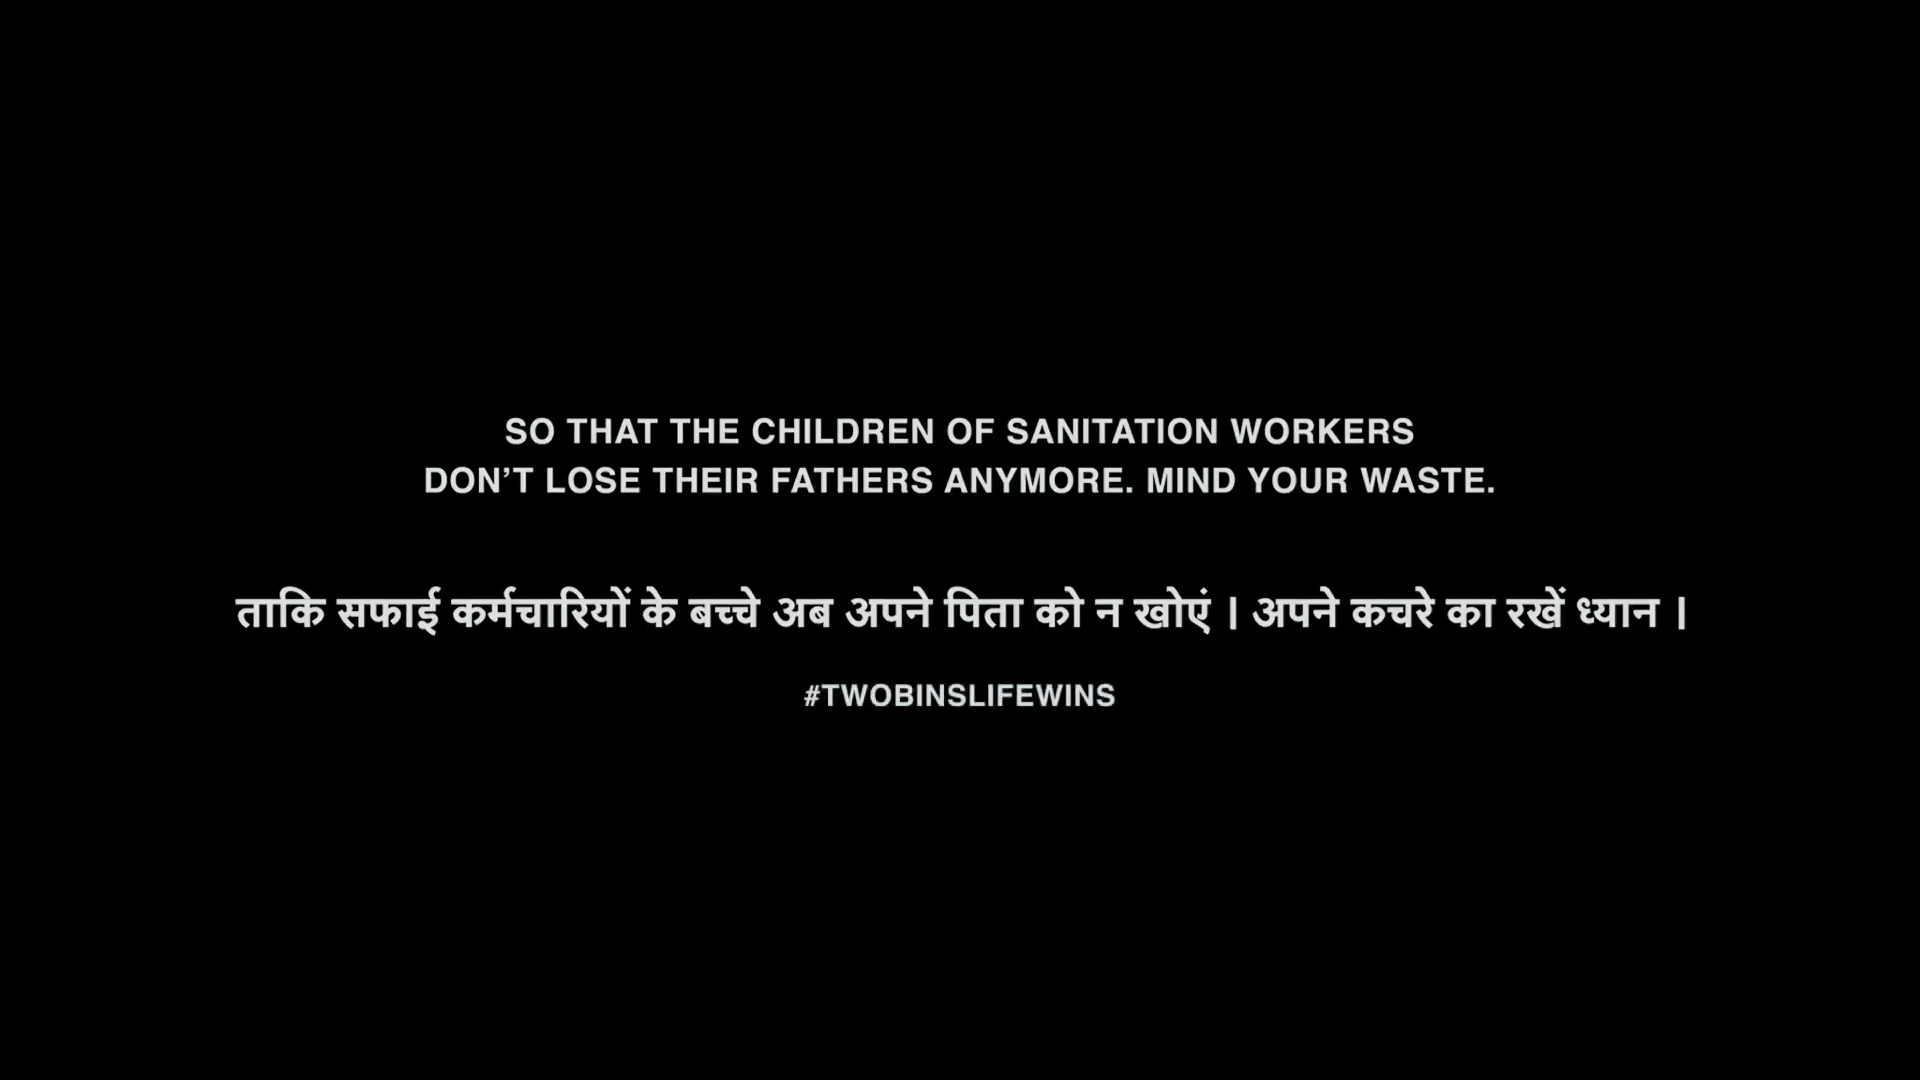 SO THAT THE CHILDREN OF SANITATION WORKERS
DON’T LOSE THEIR FATHERS ANYMORE. MIND YOUR WASTE.
ताकि सफाई कर्मचारियों के बच्चे अब अपने पिता को न खोएं | अपने कचरे का रखें ध्यान |
#TWOBINSLIFEWINS